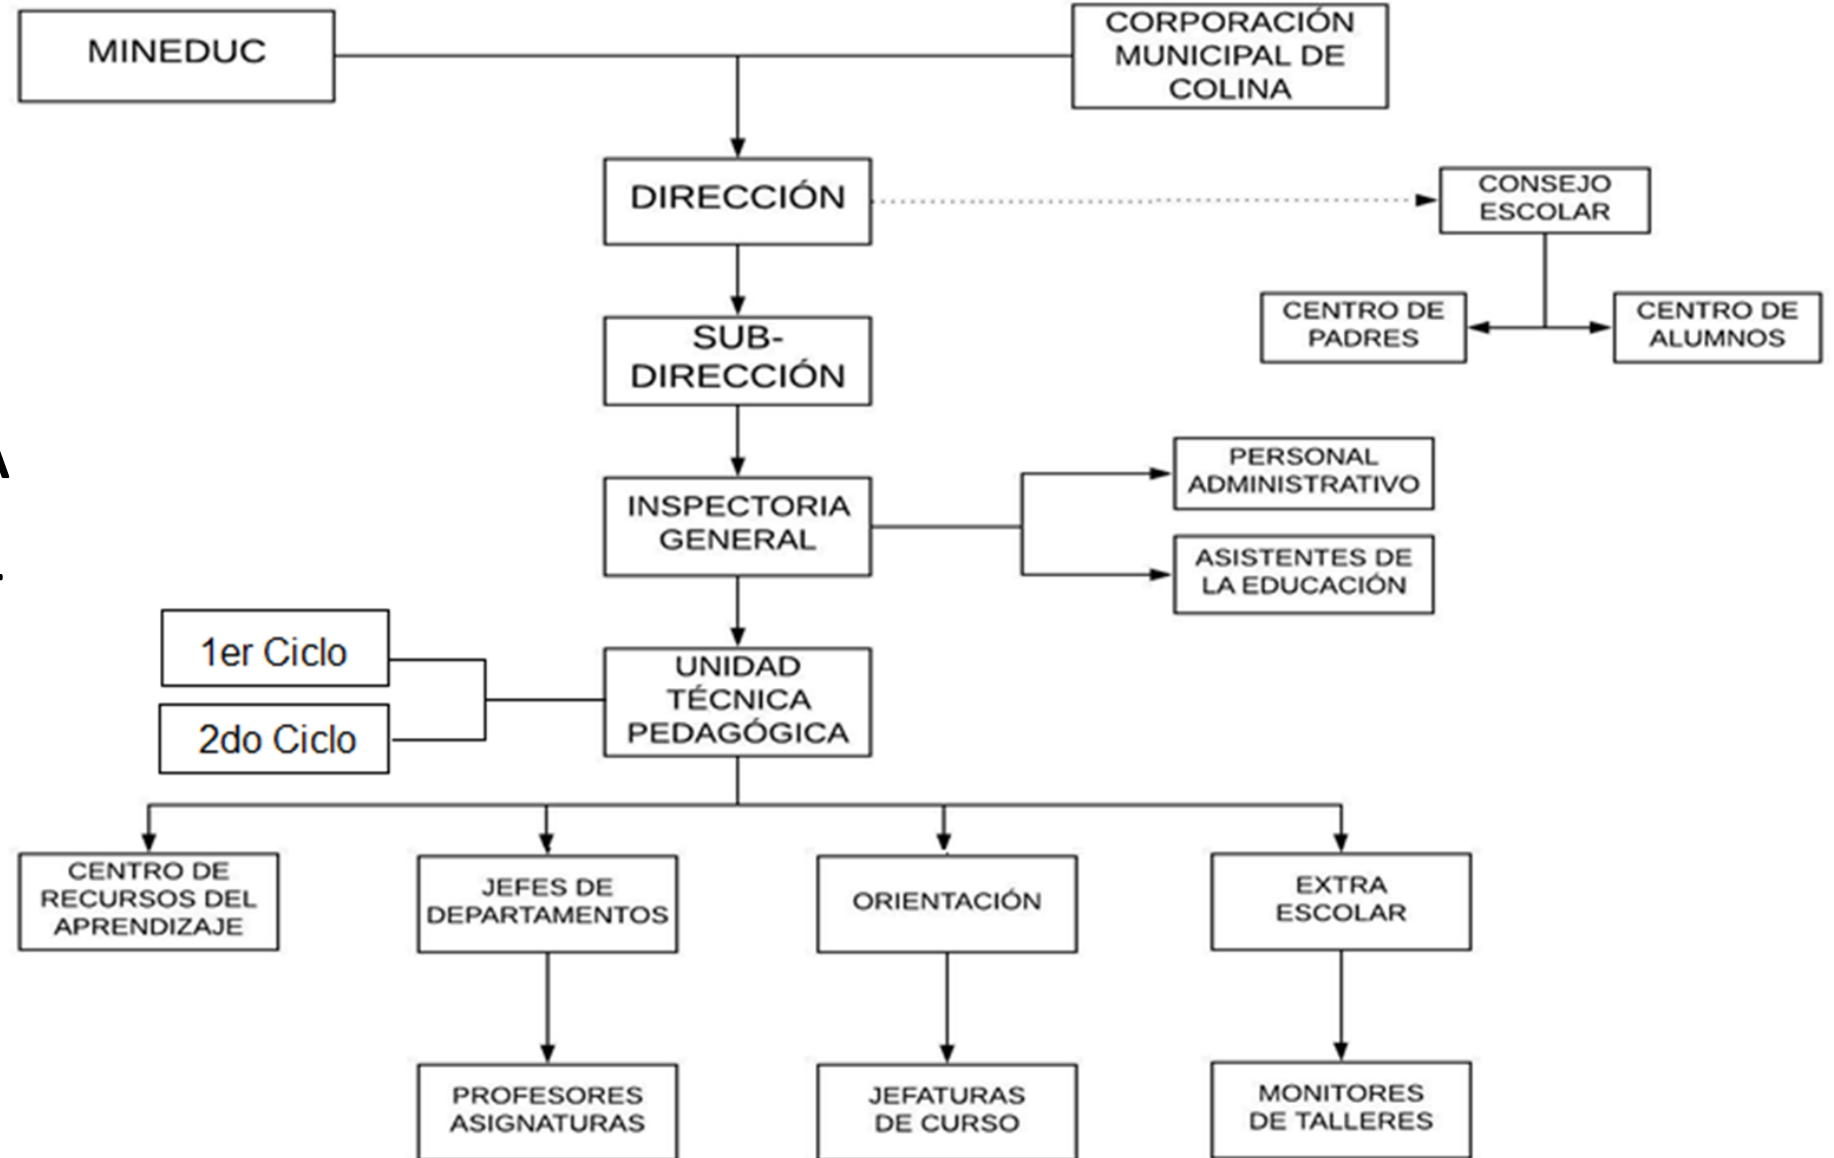 MINEDUC
CORPORACIÓN
MUNICIPAL DE
COLINA
DIRECCIÓN
CONSEJO
ESCOLAR
CENTRO DE
PADRES
CENTRO DE
ALUMNOS
SUB-
DIRECCIÓN
INSPECTORIA
GENERAL
PERSONAL
ADMINISTRATIVO
ASISTENTES DE
LA EDUCACIÓN
A
1er Ciclo
2do Ciclo
UNIDAD
TÉCNICA
PEDAGÓGICA
CENTRO DE
RECURSOS DEL
APRENDIZAJE
JEFES DE
DEPARTAMENTOS
ORIENTACIÓN
EXTRA
ESCOLAR
PROFESORES
ASIGNATURAS
JEFATURAS
DE CURSO
MONITORES
DE TALLERES